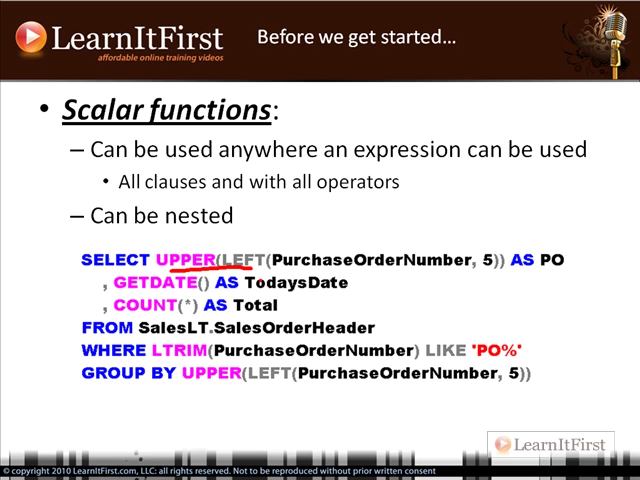 LearnItFirst
affordable online training videos
Before we get started…
• Scalar functions:
– Can be used anywhere an expression can be used
• All clauses and with all operators
– Can be nested
SELECT UPPER(LEFT(PurchaseOrderNumber, 5)) AS PO
, GETDATE() AS TodaysDate
, COUNT(*) AS Total
FROM SalesLT.SalesOrderHeader
WHERE LTRIM(PurchaseOrderNumber) LIKE 'PO%'
GROUP BY UPPER(LEFT(PurchaseOrderNumber, 5))
LearnItFirst
© copyright 2010 LearnItFirst.com, LLC: all rights reserved. Not to be reproduced without prior written consent